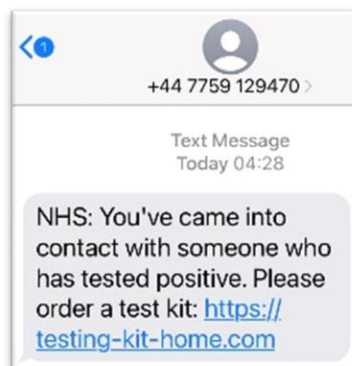 1
+44 7759 129470 >
Text Message
Today 04:28
NHS: You've came into
contact with someone who
has tested positive. Please
order a test kit: https://
testing-kit-home.com